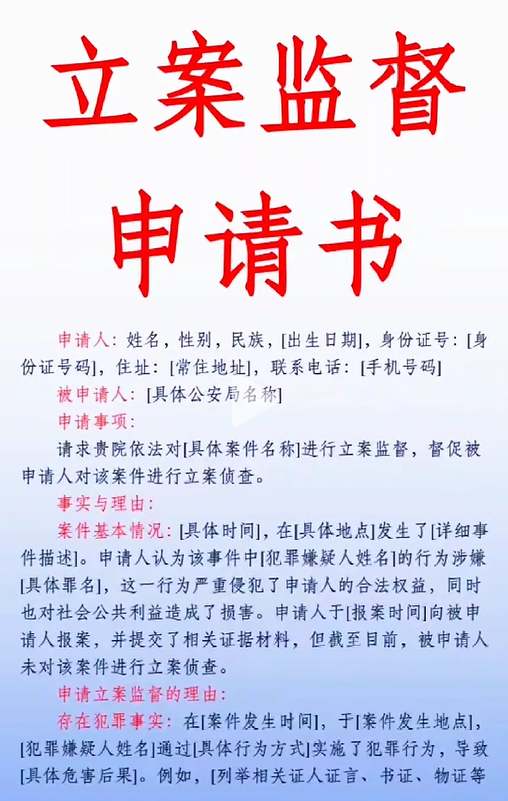 立案监督
申请书
申请人：姓名，性别，民族，[出生日期]，身份证号：[身
份证号码]，住址：[常住地址]，联系电话：[手机号码]
被申请人：[具体公安局名称]
申请事项：
请求贵院依法对[具体案件名称]进行立案监督，督促被
申请人对该案件进行立案侦查。
事实与理由：
案件基本情况：[具体时间]，在[具体地点]发生了[详细事
件描述]。申请人认为该事件中[犯罪嫌疑人姓名]的行为涉嫌
[具体罪名]，这一行为严重侵犯了申请人的合法权益，同时
也对社会公共利益造成了损害。申请人于[报案时间]向被申
请人报案，并提交了相关证据材料，但截至目前，被申请人
未对该案件进行立案侦查。
申请立案监督的理由：
存在犯罪事实：在[案件发生时间]，于[案件发生地点]，
[犯罪嫌疑人姓名]通过[具体行为方式]实施了犯罪行为，导致
[具体危害后果]。例如，[列举相关证人证言、书证、物证等